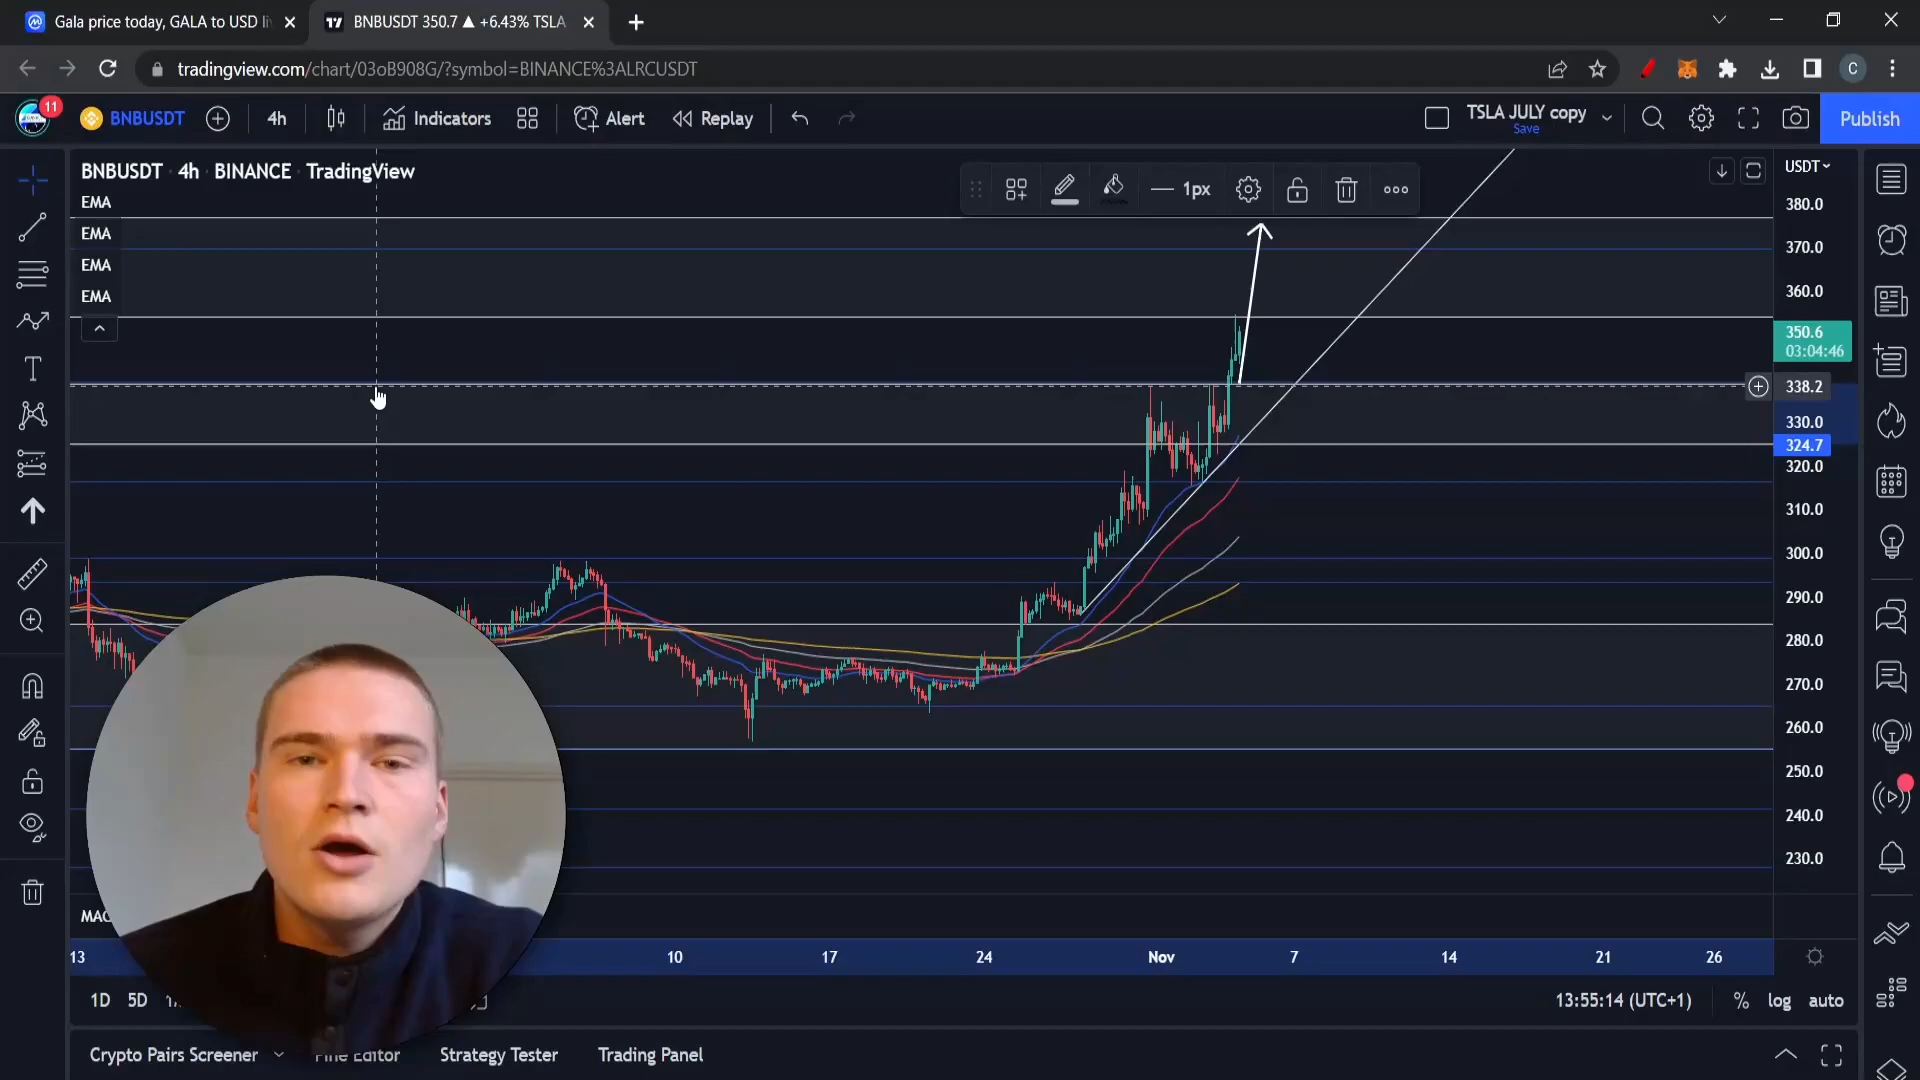 Gala price today, GALA to USD li
BNBUSDT 350.7 ▲ +6.43% TSLA
tradingview.com/chart/03oB908G/?symbol=BINANCE%3ALRCUSDT
C
11
BNBUSDT
4h
Indicators
Alert
Replay
TSLA JULY copy
Save
Publish
BNBUSDT · 4h · BINANCE · TradingView
EMA
EMA
EMA
EMA
1px
USDT
380.0
370.0
360.0
350.6
03:04:46
338.2
330.0
324.7
320.0
310.0
300.0
290.0
280.0
270.0
260.0
250.0
240.0
230.0
13
10
17
24
Nov
7
14
21
26
1D 5D
13:55:14 (UTC+1)
% log auto
Crypto Pairs Screener
Pine Editor
Strategy Tester
Trading Panel